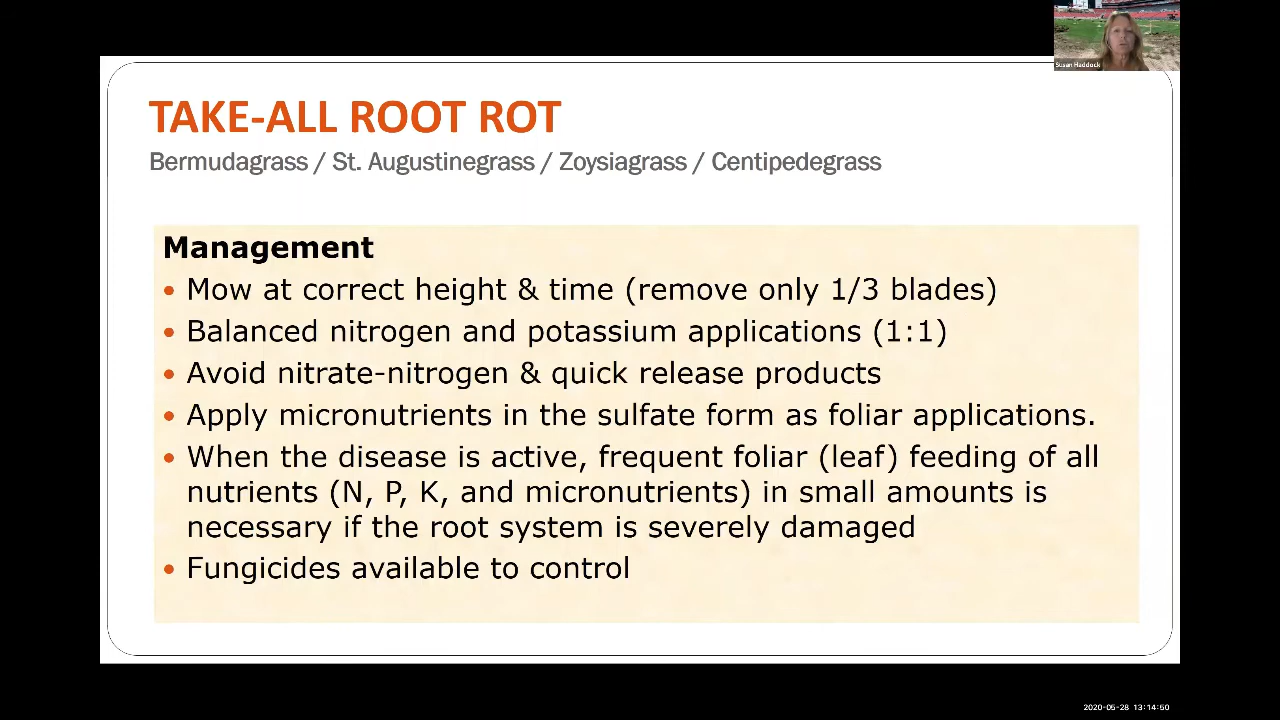 Susan Haddock
TAKE-ALL ROOT ROT
Bermudagrass / St. Augustinegrass / Zoysiagrass / Centipedegrass
Management
• Mow at correct height & time (remove only 1/3 blades)
• Balanced nitrogen and potassium applications (1:1)
• Avoid nitrate-nitrogen & quick release products
• Apply micronutrients in the sulfate form as foliar applications.
• When the disease is active, frequent foliar (leaf) feeding of all
nutrients (N, P, K, and micronutrients) in small amounts is
necessary if the root system is severely damaged
• Fungicides available to control
2020-05-28 13:14:50